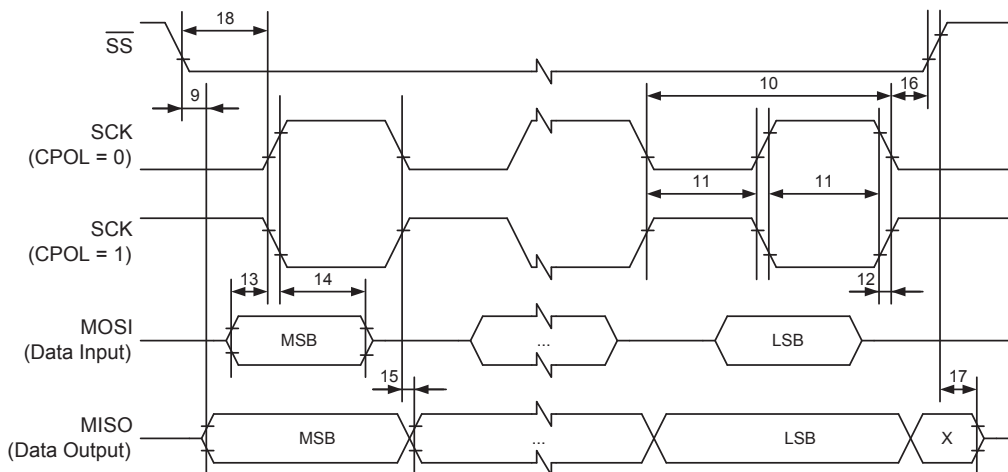 18
SS
10
9
16
SCK
(CPOL = 0)
11
11
SCK
(CPOL = 1)
13
14
12
MOSI
(Data Input)
MSB
...
LSB
15
17
MISO
(Data Output)
MSB
...
LSB
X